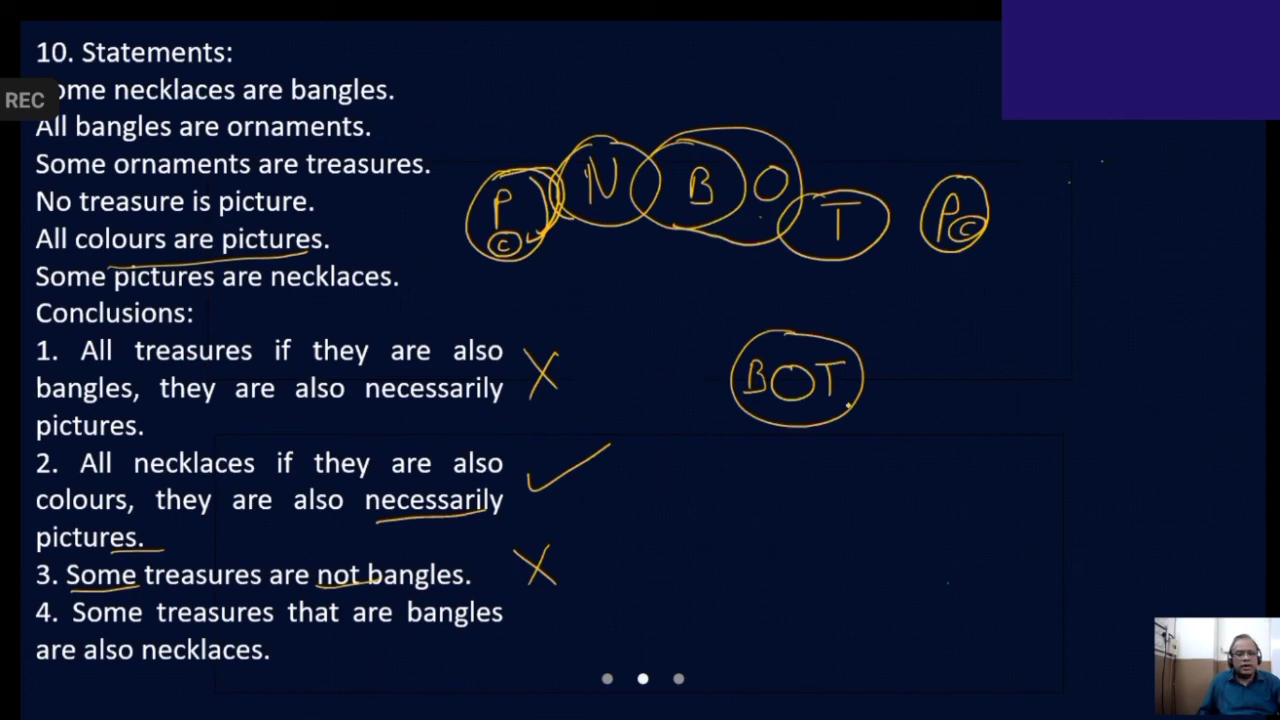 10. Statements:
REC
ome necklaces are bangles.
All bangles are ornaments.
Some ornaments are treasures.
No treasure is picture.
All colours are pictures.
Some pictures are necklaces.
Conclusions:
1. All treasures if they are also
bangles, they are also necessarily
pictures.
2. All necklaces if they are also
colours, they are also necessarily
pictures.
3. Some treasures are not bangles.
4. Some treasures that are bangles
are also necklaces.
P N B O T P
C C
B O T